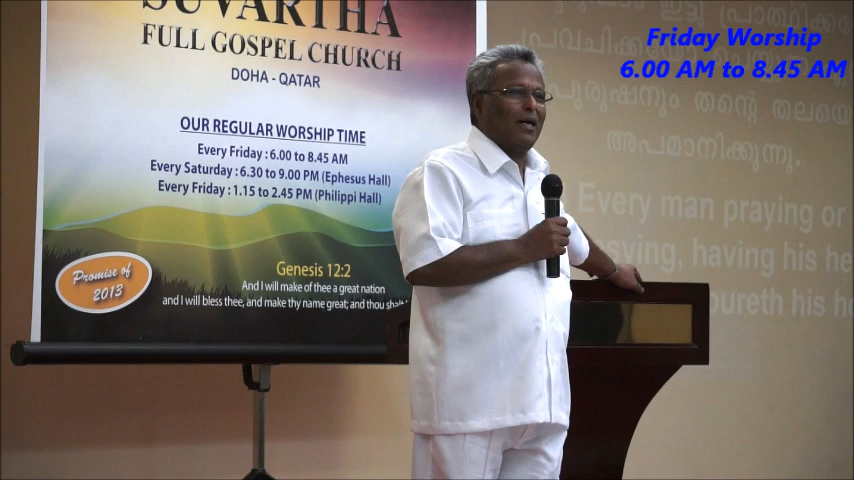 SUVARTHA
FULL GOSPEL CHURCH
DOHA - QATAR
OUR REGULAR WORSHIP TIME
Every Friday : 6.00 to 8.45 AM
Every Saturday : 6.30 to 9.00 PM (Ephesus Hall)
Every Friday : 1.15 to 2.45 PM (Philippi Hall)
Promise of
2013
Genesis 12:2
And I will make of thee a great nation
and I will bless thee, and make thy name great; and thou shalt
Friday Worship
6.00 AM to 8.45 AM
പുരുഷനും തന്റെ തലയെ
അപമാനിക്കുന്നു.
Every man praying or
having his
his